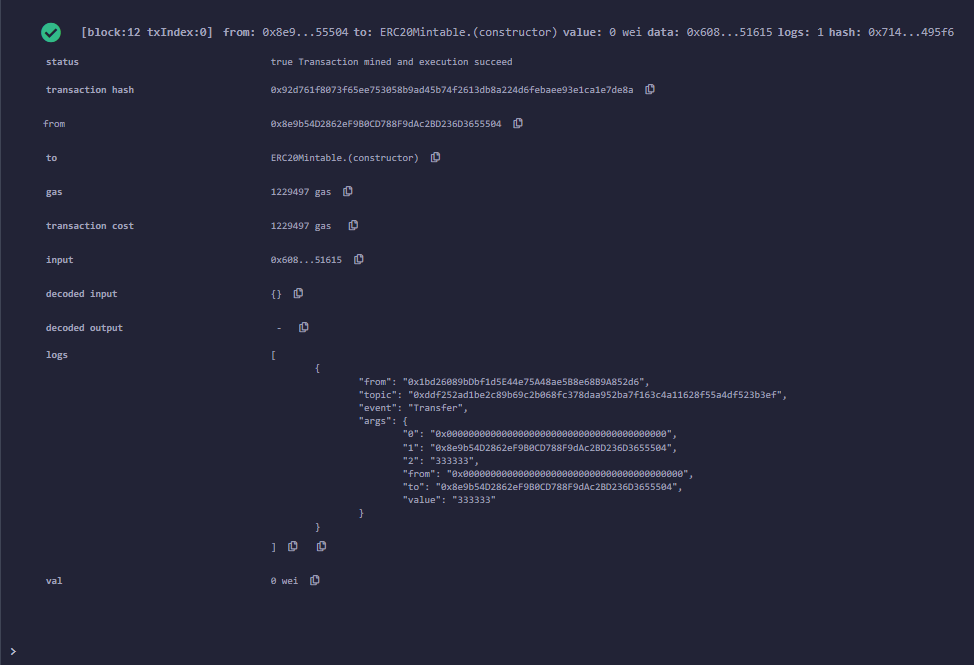 [block:12 txIndex:0] from: 0x8e9...55504 to: ERC20Mintable.(constructor) value: 0 wei data: 0x608...51615 logs: 1 hash: 0x714...495f6
status true Transaction mined and execution succeed
transaction hash 0x92d761f8073f65ee753058b9ad45b74f2613db8a224d6febaee93e1ca1e7de8a
from 0x8e9b54D2862eF9B0CD788F9dAc2BD236D3655504
to ERC20Mintable.(constructor)
gas 1229497 gas
transaction cost 1229497 gas
input 0x608...51615
decoded input {}
decoded output -
logs [
{
"from": "0x1bd26089bDbf1d5E44e75A48ae5B8e68B9A852d6",
"topic": "0xddf252ad1be2c89b69c2b068fc378daa952ba7f163c4a11628f55a4df523b3ef",
"event": "Transfer",
"args": {
"0": "0x0000000000000000000000000000000000000000",
"1": "0x8e9b54D2862eF9B0CD788F9dAc2BD236D3655504",
"2": "333333",
"from": "0x0000000000000000000000000000000000000000",
"to": "0x8e9b54D2862eF9B0CD788F9dAc2BD236D3655504",
"value": "333333"
}
}
]
val 0 wei
>